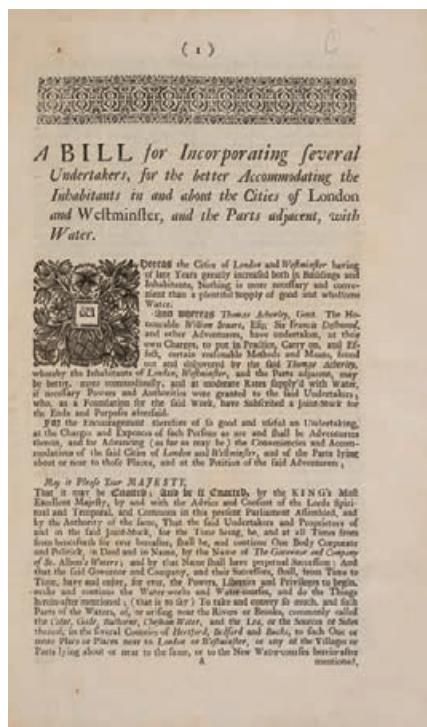 ( 1 )
C
A BILL for Incorporating ſeveral
Undertakers, for the better Accommodating the
Inhabitants in and about the Cities of London
and Weſtminſter, and the Parts adjacent, with
Water.
WHereas the Cities of London and Weſtminſter having
of late Years greatly increaſed both in Buildings and
Inhabitants, Nothing is more neceſſary and conve-
nient than a plentiful Supply of good and wholſome
Water.
And whereas Thomas Acherley, Gent. The Ho-
nourable William Stuart, Eſq; Sir Francis
and other Adventurers, have undertaken, at their
own Charges, to put in Practice, Carry on, and Ef-
fect, certain reaſonable Methods and Means, found
out and diſcovered by the ſaid Thomas Acherley,
whereby the Inhabitants of London, Weſtminſter, and the Parts adjacent, may
be better, more commodiouſly, and at moderate Rates ſupply'd with Water,
if neceſſary Powers and Authorities were granted to the ſaid Undertakers;
who, as a Foundation for the ſaid Work, have Subſcribed a Joint-Stock for
the Ends and Purpoſes aforeſaid.
For the Encouragement therefore of ſo good and uſeful an Undertaking,
at the Charges and Expences of ſuch Perſons as are and ſhall be Adventurers
therein, and for Advancing (as far as may be) the Conveniencies and Accom-
modations of the ſaid Cities of London and Weſtminſter, and of the Parts lying
about or near to thoſe Places, and at the Petition of the ſaid Adventurers;
May it Pleaſe Your MAJESTY,
That it may be Enacted; And be it Enacted, by the KING's Moſt
Excellent Majeſty, by and with the Advice and Conſent of the Lords Spiri-
tual and Temporal, and Commons in this preſent Parliament Aſſembled, and
by the Authority of the ſame, That the ſaid Undertakers and Proprietors of
and in the ſaid Joint-Stock, for the Time being, be, and at all Times from
from henceforth for ever hereafter, ſhall be, and continue One Body Corporate
and Politick, in Deed and in Name, by the Name of The Governor and Company
of St. Alban's Waters; and by that Name ſhall have perpetual Succeſſion: And
that the ſaid Governor and Company, and their Succeſſors, ſhall, from Time to
Time, have and enjoy, for ever, the Powers, Liberties and Privileges to begin,
make and continue the Water-works and Water-courſes, and do the Things
herein-after mentioned; (that is to ſay) To take and convey ſo much, and ſuch
Parts of the Waters, of, or ariſing near the Rivers or Brooks, commonly called
the Colne, Gade, Cheſham Water, and the Lea, or the Sources or Sides
thereof, in the ſeveral Counties of Hertford, Bedford and Bucks, to ſuch One or
more Place or Places near to London or Weſtminſter, or any of the Villages or
Parts lying about or near to the ſame, or to the New Water-courſes herein-after
A
mentioned,